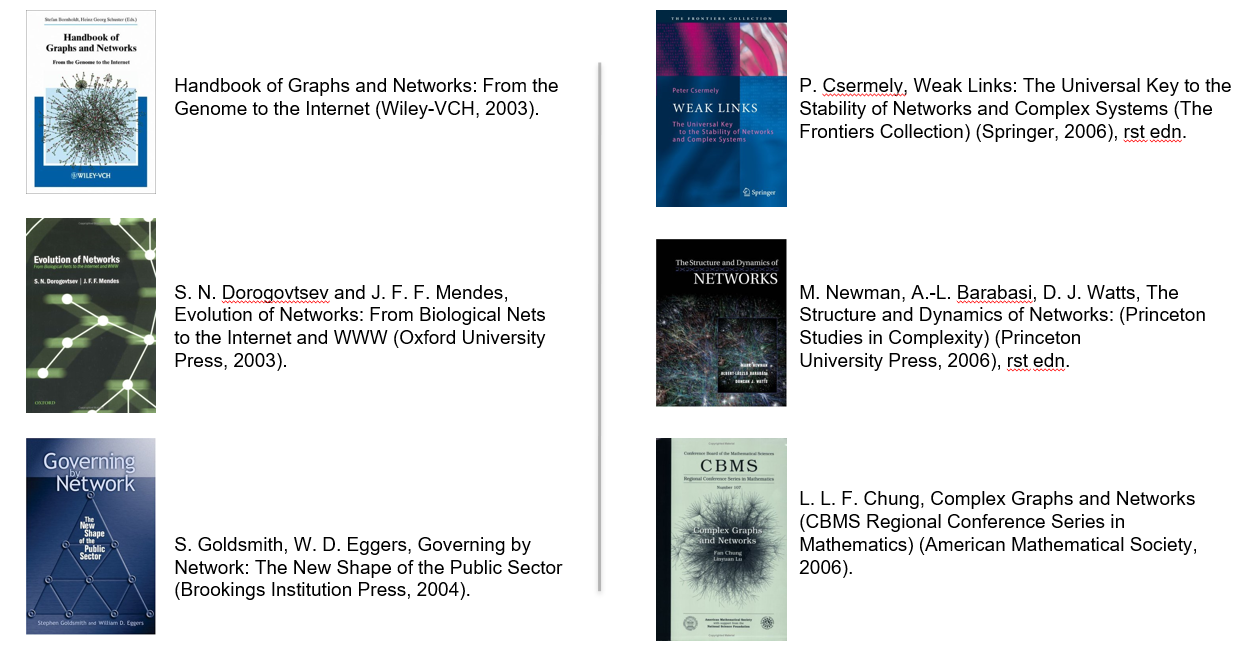 Stefan Bornholdt, Heinz Georg Schuster (Eds.)
Handbook of
Graphs and Networks
From the Genome to the Internet
WILEY-VCH
Handbook of Graphs and Networks: From the
Genome to the Internet (Wiley-VCH, 2003).
Evolution of Networks
From Biological Nets to the Internet and WWW
S. N. Dorogovtsev | J. F. F. Mendes
OXFORD
S. N. Dorogovtsev and J. F. F. Mendes,
Evolution of Networks: From Biological Nets
to the Internet and WWW (Oxford University
Press, 2003).
Governing
by
Network
The
New
Shape
of the
Public
Sector
Stephen Goldsmith and William D. Eggers
S. Goldsmith, W. D. Eggers, Governing by
Network: The New Shape of the Public Sector
(Brookings Institution Press, 2004).
THE FRONTIERS COLLECTION
Peter Csermely
WEAK LINKS
The Universal Key
to the Stability of Networks
and Complex Systems
Springer
P. Csermely, Weak Links: The Universal Key to the
Stability of Networks and Complex Systems (The
Frontiers Collection) (Springer, 2006), rst edn.
The Structure and Dynamics of
NETWORKS
MARK NEWMAN
ALBERT-LÁSZLÓ BARABÁSI
DUNCAN J. WATTS
M. Newman, A.-L. Barabasi, D. J. Watts, The
Structure and Dynamics of Networks: (Princeton
Studies in Complexity) (Princeton
University Press, 2006), rst edn.
Conference Board of the Mathematical Sciences
CBMS
Regional Conference Series in Mathematics
Number 107
Complex Graphs
and Networks
Fan Chung
Linyuan Lu
American Mathematical Society
with support from the
National Science Foundation
L. L. F. Chung, Complex Graphs and Networks
(CBMS Regional Conference Series in
Mathematics) (American Mathematical Society,
2006).